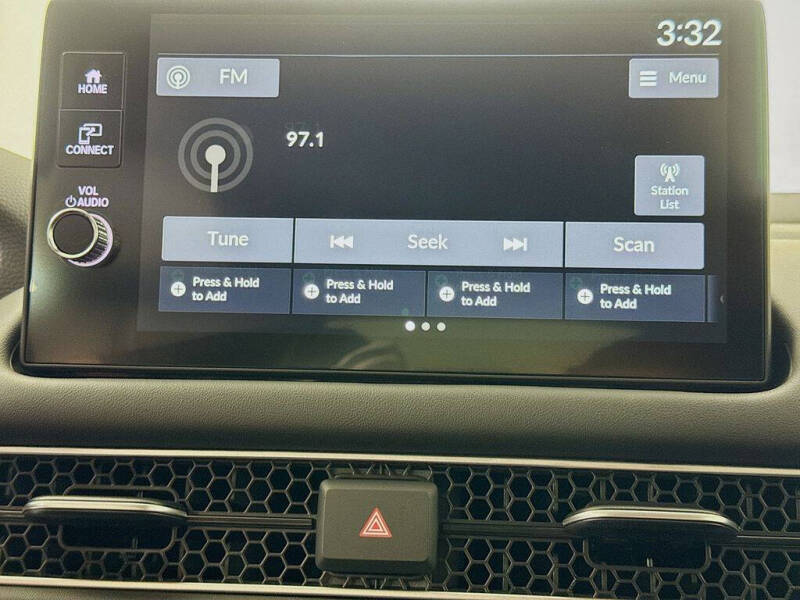 3:32
FM
Menu
HOME
97.1
CONNECT
Station
List
VOL
AUDIO
Tune
Seek
Scan
Press & Hold
to Add
Press & Hold
to Add
Press & Hold
to Add
Press & Hold
to Add